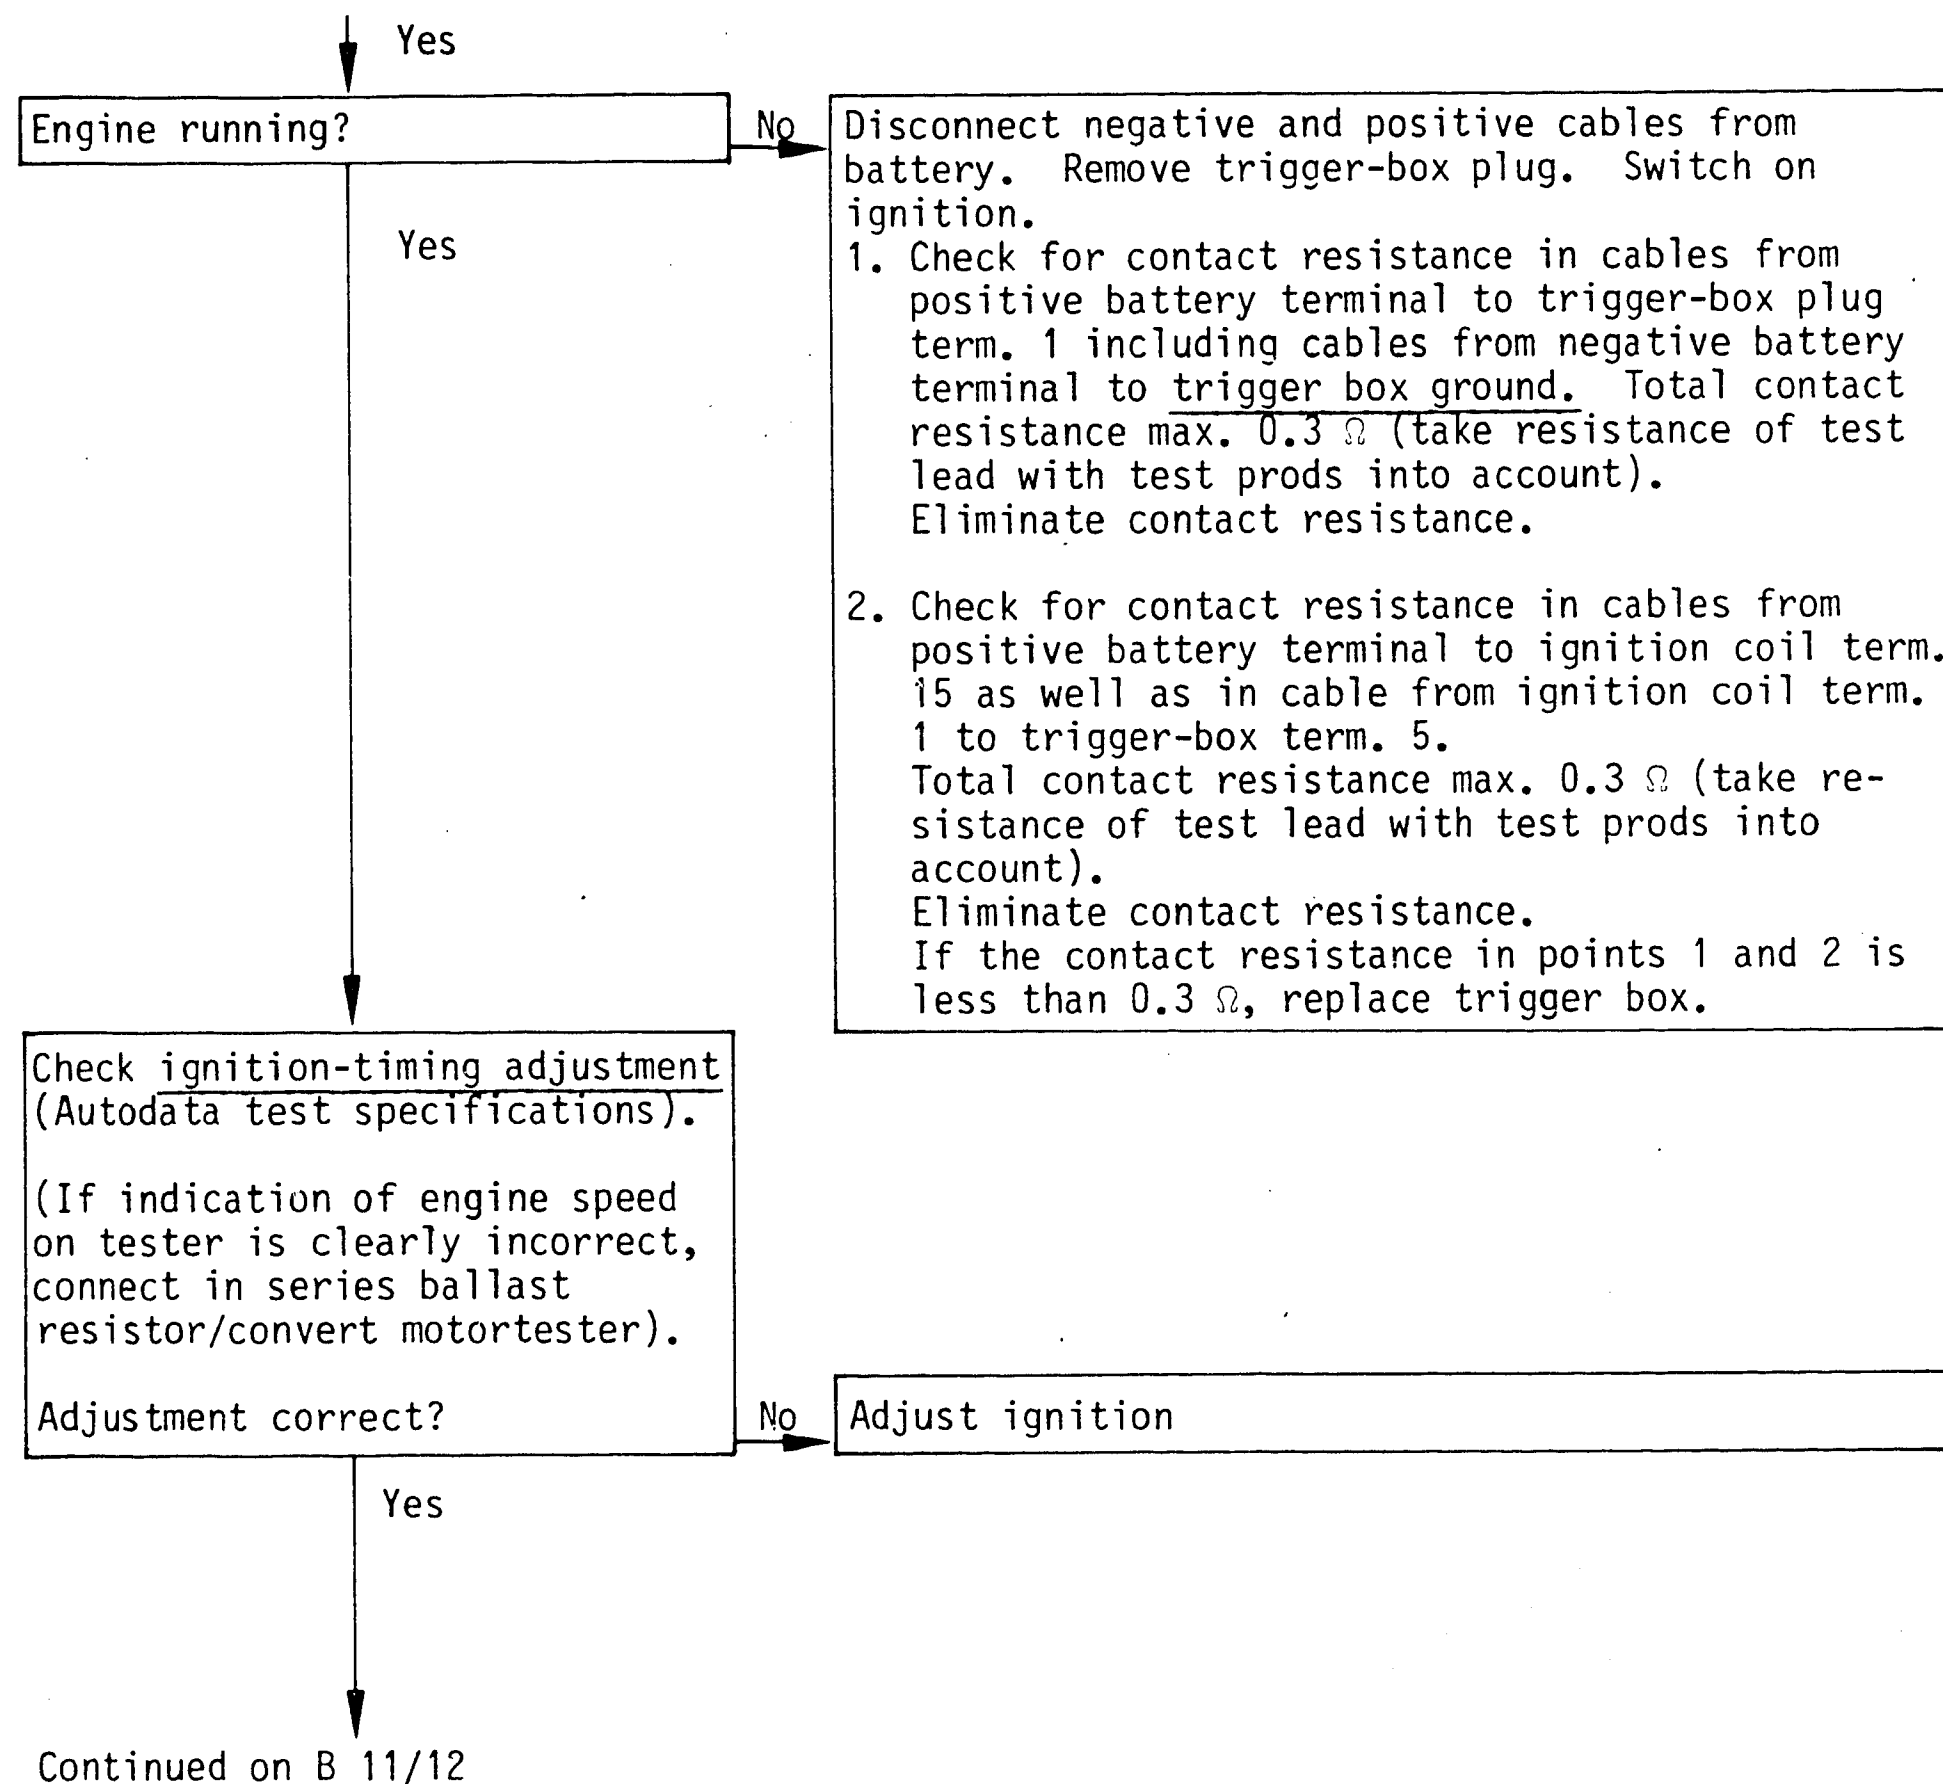 Yes
Engine running?
No
Disconnect negative and positive cables from
battery. Remove trigger-box plug. Switch on
ignition.
1. Check for contact resistance in cables from
positive battery terminal to trigger-box plug
term. 1 including cables from negative battery
terminal to trigger box ground. Total contact
resistance max. 0.3 Ω (take resistance of test
lead with test prods into account).
Eliminate contact resistance.
2. Check for contact resistance in cables from
positive battery terminal to ignition coil term.
15 as well as in cable from ignition coil term.
1 to trigger-box term. 5.
Total contact resistance max. 0.3 Ω (take re-
sistance of test lead with test prods into
account).
Eliminate contact resistance.
If the contact resistance in points 1 and 2 is
less than 0.3 Ω, replace trigger box.
Yes
Check ignition-timing adjustment
(Autodata test specifications).
(If indication of engine speed
on tester is clearly incorrect,
connect in series ballast
resistor/convert motortester).
Adjustment correct?
No
Adjust ignition
Yes
Continued on B 11/12